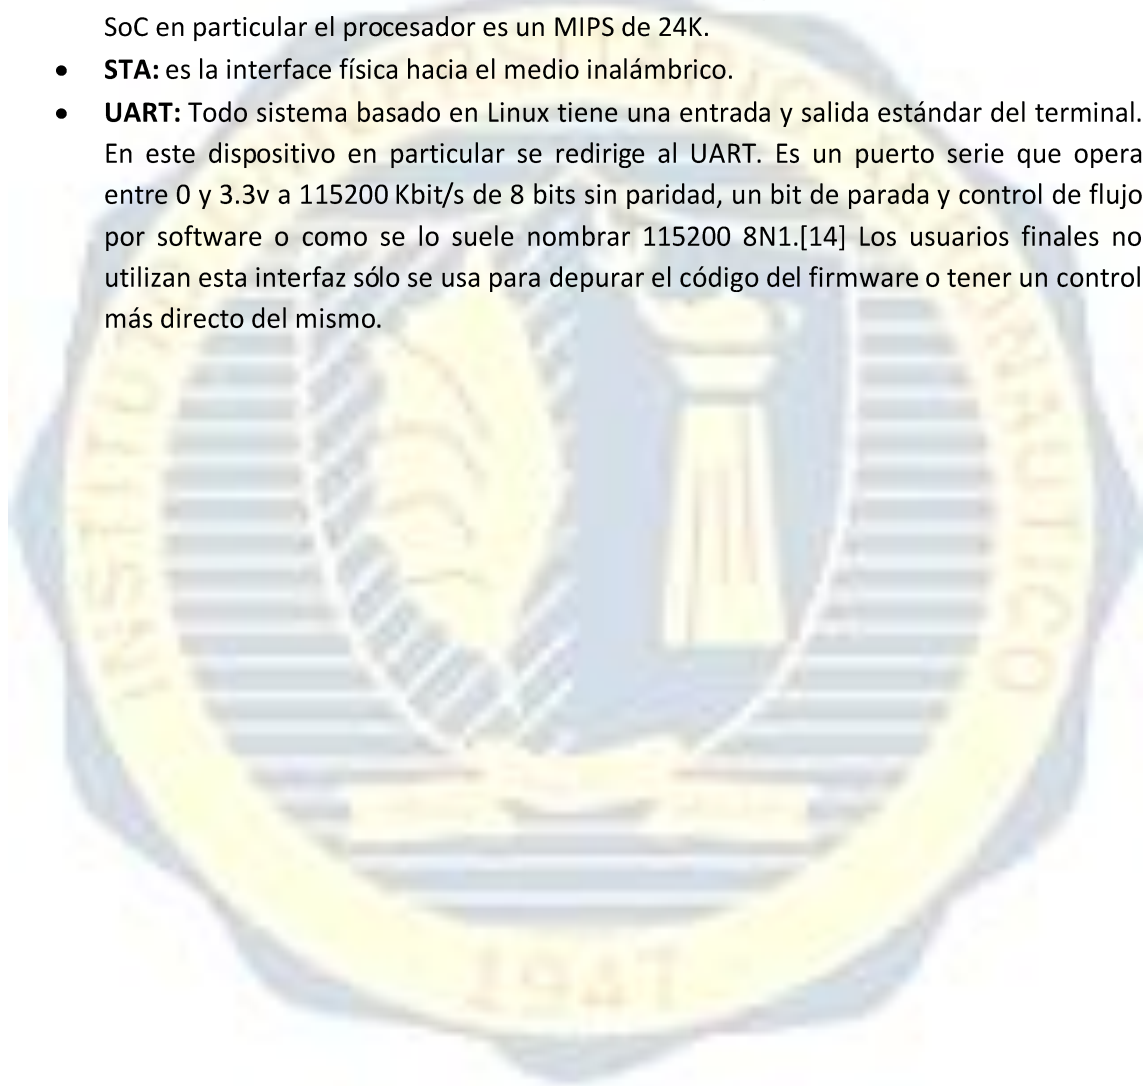 SoC en particular el procesador es un MIPS de 24K.
• STA: es la interface física hacia el medio inalámbrico.
• UART: Todo sistema basado en Linux tiene una entrada y salida estándar del terminal.
En este dispositivo en particular se redirige al UART. Es un puerto serie que opera
entre 0 y 3.3v a 115200 Kbit/s de 8 bits sin paridad, un bit de parada y control de flujo
por software o como se lo suele nombrar 115200 8N1.[14] Los usuarios finales no
utilizan esta interfaz sólo se usa para depurar el código del firmware o tener un control
más directo del mismo.
1947